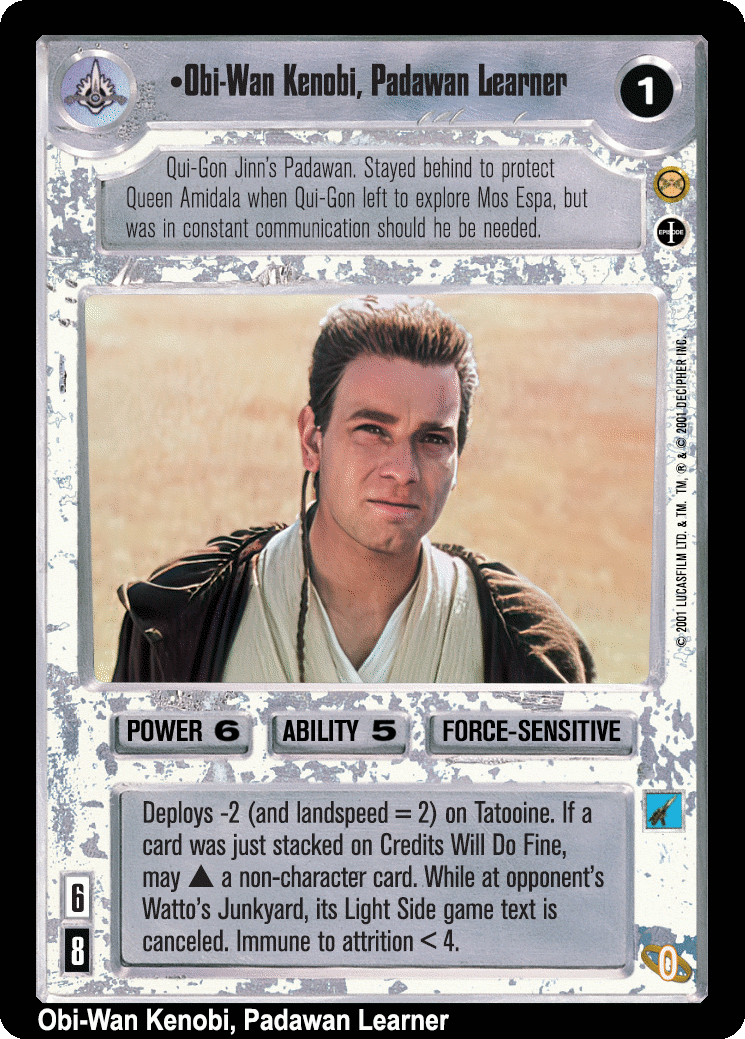 •Obi-Wan Kenobi, Padawan Learner
1
Qui-Gon Jinn's Padawan. Stayed behind to protect
Queen Amidala when Qui-Gon left to explore Mos Espa, but
was in constant communication should he be needed.
EPISODE I
© 2001 LUCASFILM LTD. & TM. TM, ® & © 2001 DECIPHER INC.
POWER 6
ABILITY 5
FORCE-SENSITIVE
Deploys -2 (and landspeed = 2) on Tatooine. If a
card was just stacked on Credits Will Do Fine,
may ▲ a non-character card. While at opponent's
Watto's Junkyard, its Light Side game text is
canceled. Immune to attrition < 4.
6
8
0
Obi-Wan Kenobi, Padawan Learner